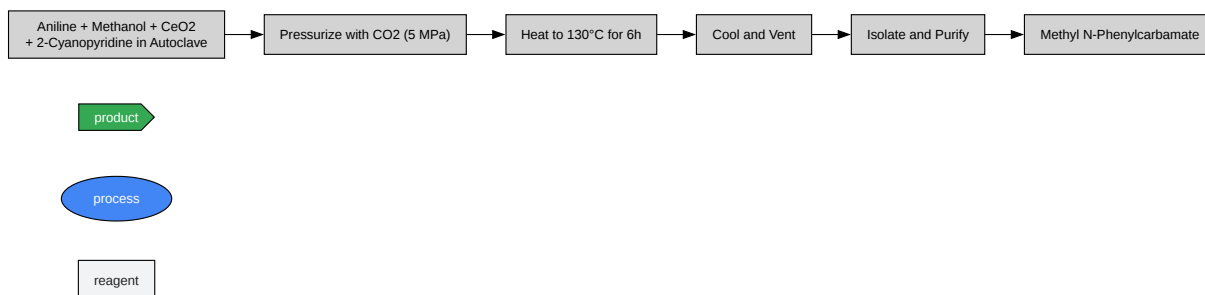 Aniline + Methanol + CeO2
+ 2-Cyanopyridine in Autoclave
Pressurize with CO2 (5 MPa)
Heat to 130°C for 6h
Cool and Vent
Isolate and Purify
Methyl N-Phenylcarbamate
product
process
reagent